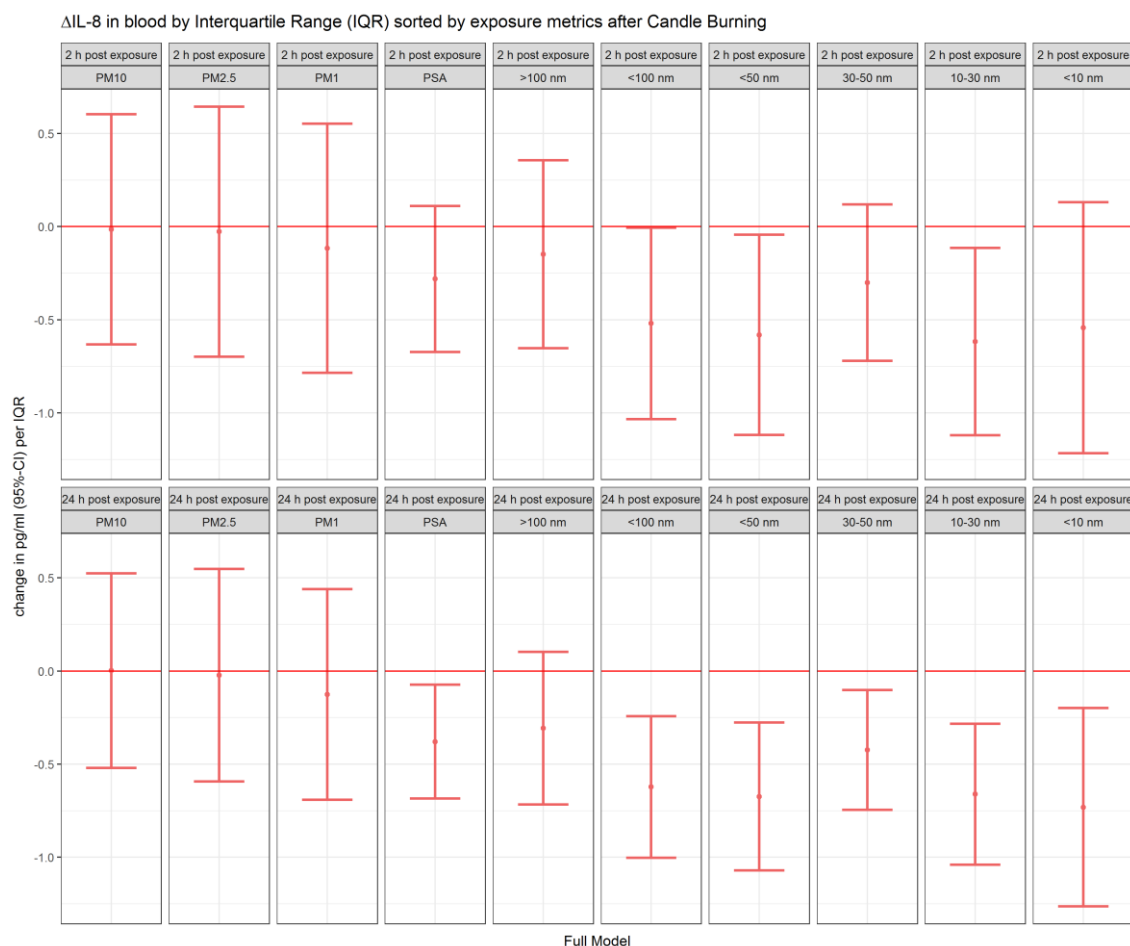 ΔIL-8 in blood by Interquartile Range (IQR) sorted by exposure metrics after Candle Burning
2 h post exposure 2 h post exposure 2 h post exposure 2 h post exposure 2 h post exposure 2 h post exposure 2 h post exposure 2 h post exposure 2 h post exposure 2 h post exposure
PM10 PM2.5 PM1 PSA >100 nm <100 nm <50 nm 30-50 nm 10-30 nm <10 nm
0.5
0.0
-0.5
-1.0
change in pg/ml (95%-CI) per IQR
24 h post exposure 24 h post exposure 24 h post exposure 24 h post exposure 24 h post exposure 24 h post exposure 24 h post exposure 24 h post exposure 24 h post exposure 24 h post exposure
PM10 PM2.5 PM1 PSA >100 nm <100 nm <50 nm 30-50 nm 10-30 nm <10 nm
0.5
0.0
-0.5
-1.0
Full Model